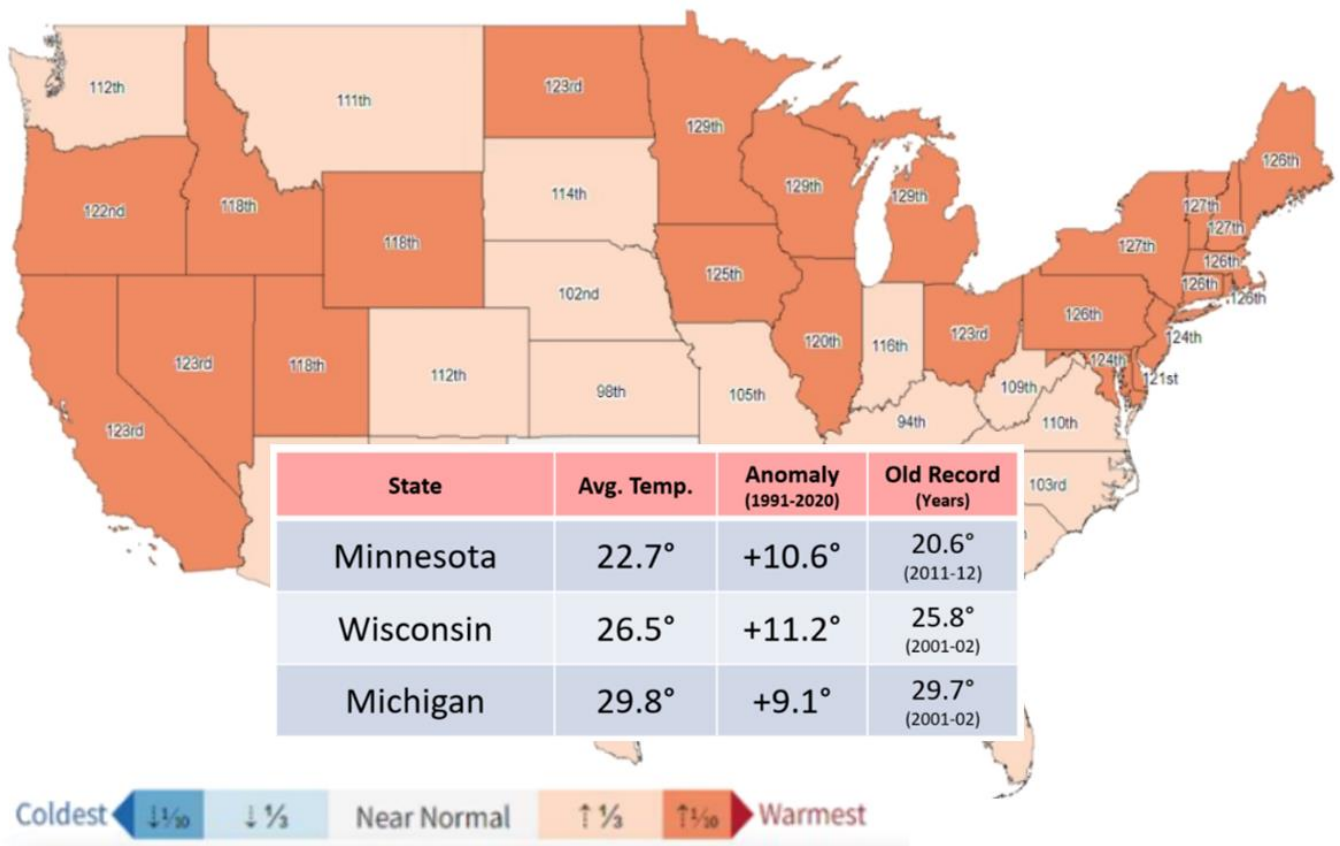 112th
111th
123rd
129th
126th
122nd
118th
118th
114th
129th
129th
127th
127th
127th
126th
126th
126th
126th
125th
102nd
123rd
118th
112th
98th
105th
120th
116th
123rd
124th
124th
121st
109th
110th
94th
123rd
103rd
State Avg. Temp. Anomaly Old Record
(1991-2020) (Years)
Minnesota 22.7° +10.6° 20.6°
(2011-12)
Wisconsin 26.5° +11.2° 25.8°
(2001-02)
Michigan 29.8° +9.1° 29.7°
(2001-02)
Coldest ↓⅒ ↓⅓ Near Normal ↑⅓ ↑⅒ Warmest